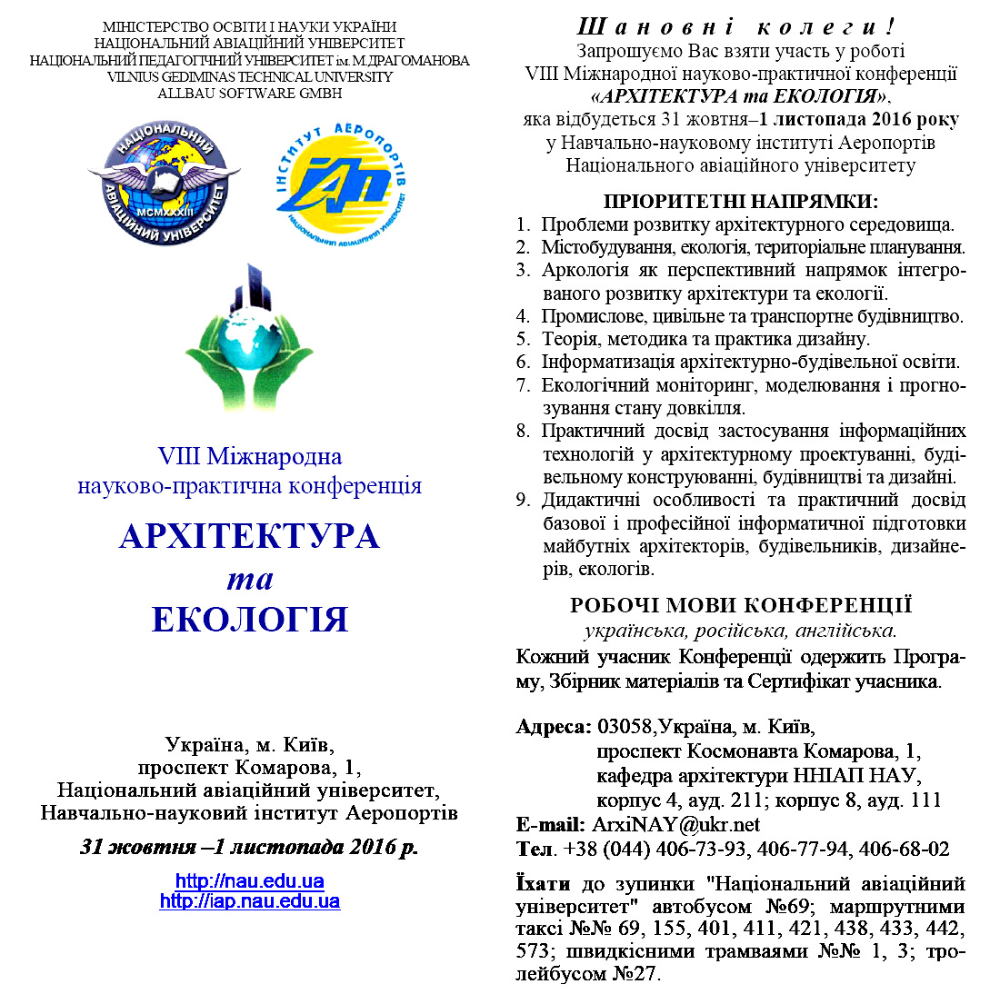 МІНІСТЕРСТВО ОСВІТИ І НАУКИ УКРАЇНИ
НАЦІОНАЛЬНИЙ АВІАЦІЙНИЙ УНІВЕРСИТЕТ
НАЦІОНАЛЬНИЙ ПЕДАГОГІЧНИЙ УНІВЕРСИТЕТ ім. М.ДРАГОМАНОВА
VILNIUS GEDIMINAS TECHNICAL UNIVERSITY
ALLBAU SOFTWARE GMBH
НАЦІОНАЛЬНИЙ
MCMXXXIII
АВІАЦІЙНИЙ УНІВЕРСИТЕТ
ІНСТИТУТ АЕРОПОРТІВ
ІАП
НАЦІОНАЛЬНИЙ АВІАЦІЙНИЙ УНІВЕРСИТЕТ
VIII Міжнародна
науково-практична конференція
АРХІТЕКТУРА
та
ЕКОЛОГІЯ
Україна, м. Київ,
проспект Комарова, 1,
Національний авіаційний університет,
Навчально-науковий інститут Аеропортів
31 жовтня –1 листопада 2016 р.
http://nau.edu.ua
http://iap.nau.edu.ua
Шановні колеги!
Запрошуємо Вас взяти участь у роботі
VIII Міжнародної науково-практичної конференції
«АРХІТЕКТУРА та ЕКОЛОГІЯ»,
яка відбудеться 31 жовтня–1 листопада 2016 року
у Навчально-науковому інституті Аеропортів
Національного авіаційного університету
ПРІОРИТЕТНІ НАПРЯМКИ:
1. Проблеми розвитку архітектурного середовища.
2. Містобудування, екологія, територіальне планування.
3. Аркологія як перспективний напрямок інтегро-
ваного розвитку архітектури та екології.
4. Промислове, цивільне та транспортне будівництво.
5. Теорія, методика та практика дизайну.
6. Інформатизація архітектурно-будівельної освіти.
7. Екологічний моніторинг, моделювання і прогно-
зування стану довкілля.
8. Практичний досвід застосування інформаційних
технологій у архітектурному проектуванні, буді-
вельному конструюванні, будівництві та дизайні.
9. Дидактичні особливості та практичний досвід
базової і професійної інформатичної підготовки
майбутніх архітекторів, будівельників, дизайне-
рів, екологів.
РОБОЧІ МОВИ КОНФЕРЕНЦІЇ
українська, російська, англійська.
Кожний учасник Конференції одержить Програ-
му, Збірник матеріалів та Сертифікат учасника.
Адреса: 03058,Україна, м. Київ,
проспект Космонавта Комарова, 1,
кафедра архітектури ННІАП НАУ,
корпус 4, ауд. 211; корпус 8, ауд. 111
E-mail: ArxiNAY@ukr.net
Тел. +38 (044) 406-73-93, 406-77-94, 406-68-02
Їхати до зупинки "Національний авіаційний
університет" автобусом №69; маршрутними
таксі №№ 69, 155, 401, 411, 421, 438, 433, 442,
573; швидкісними трамваями №№ 1, 3; тро-
лейбусом №27.